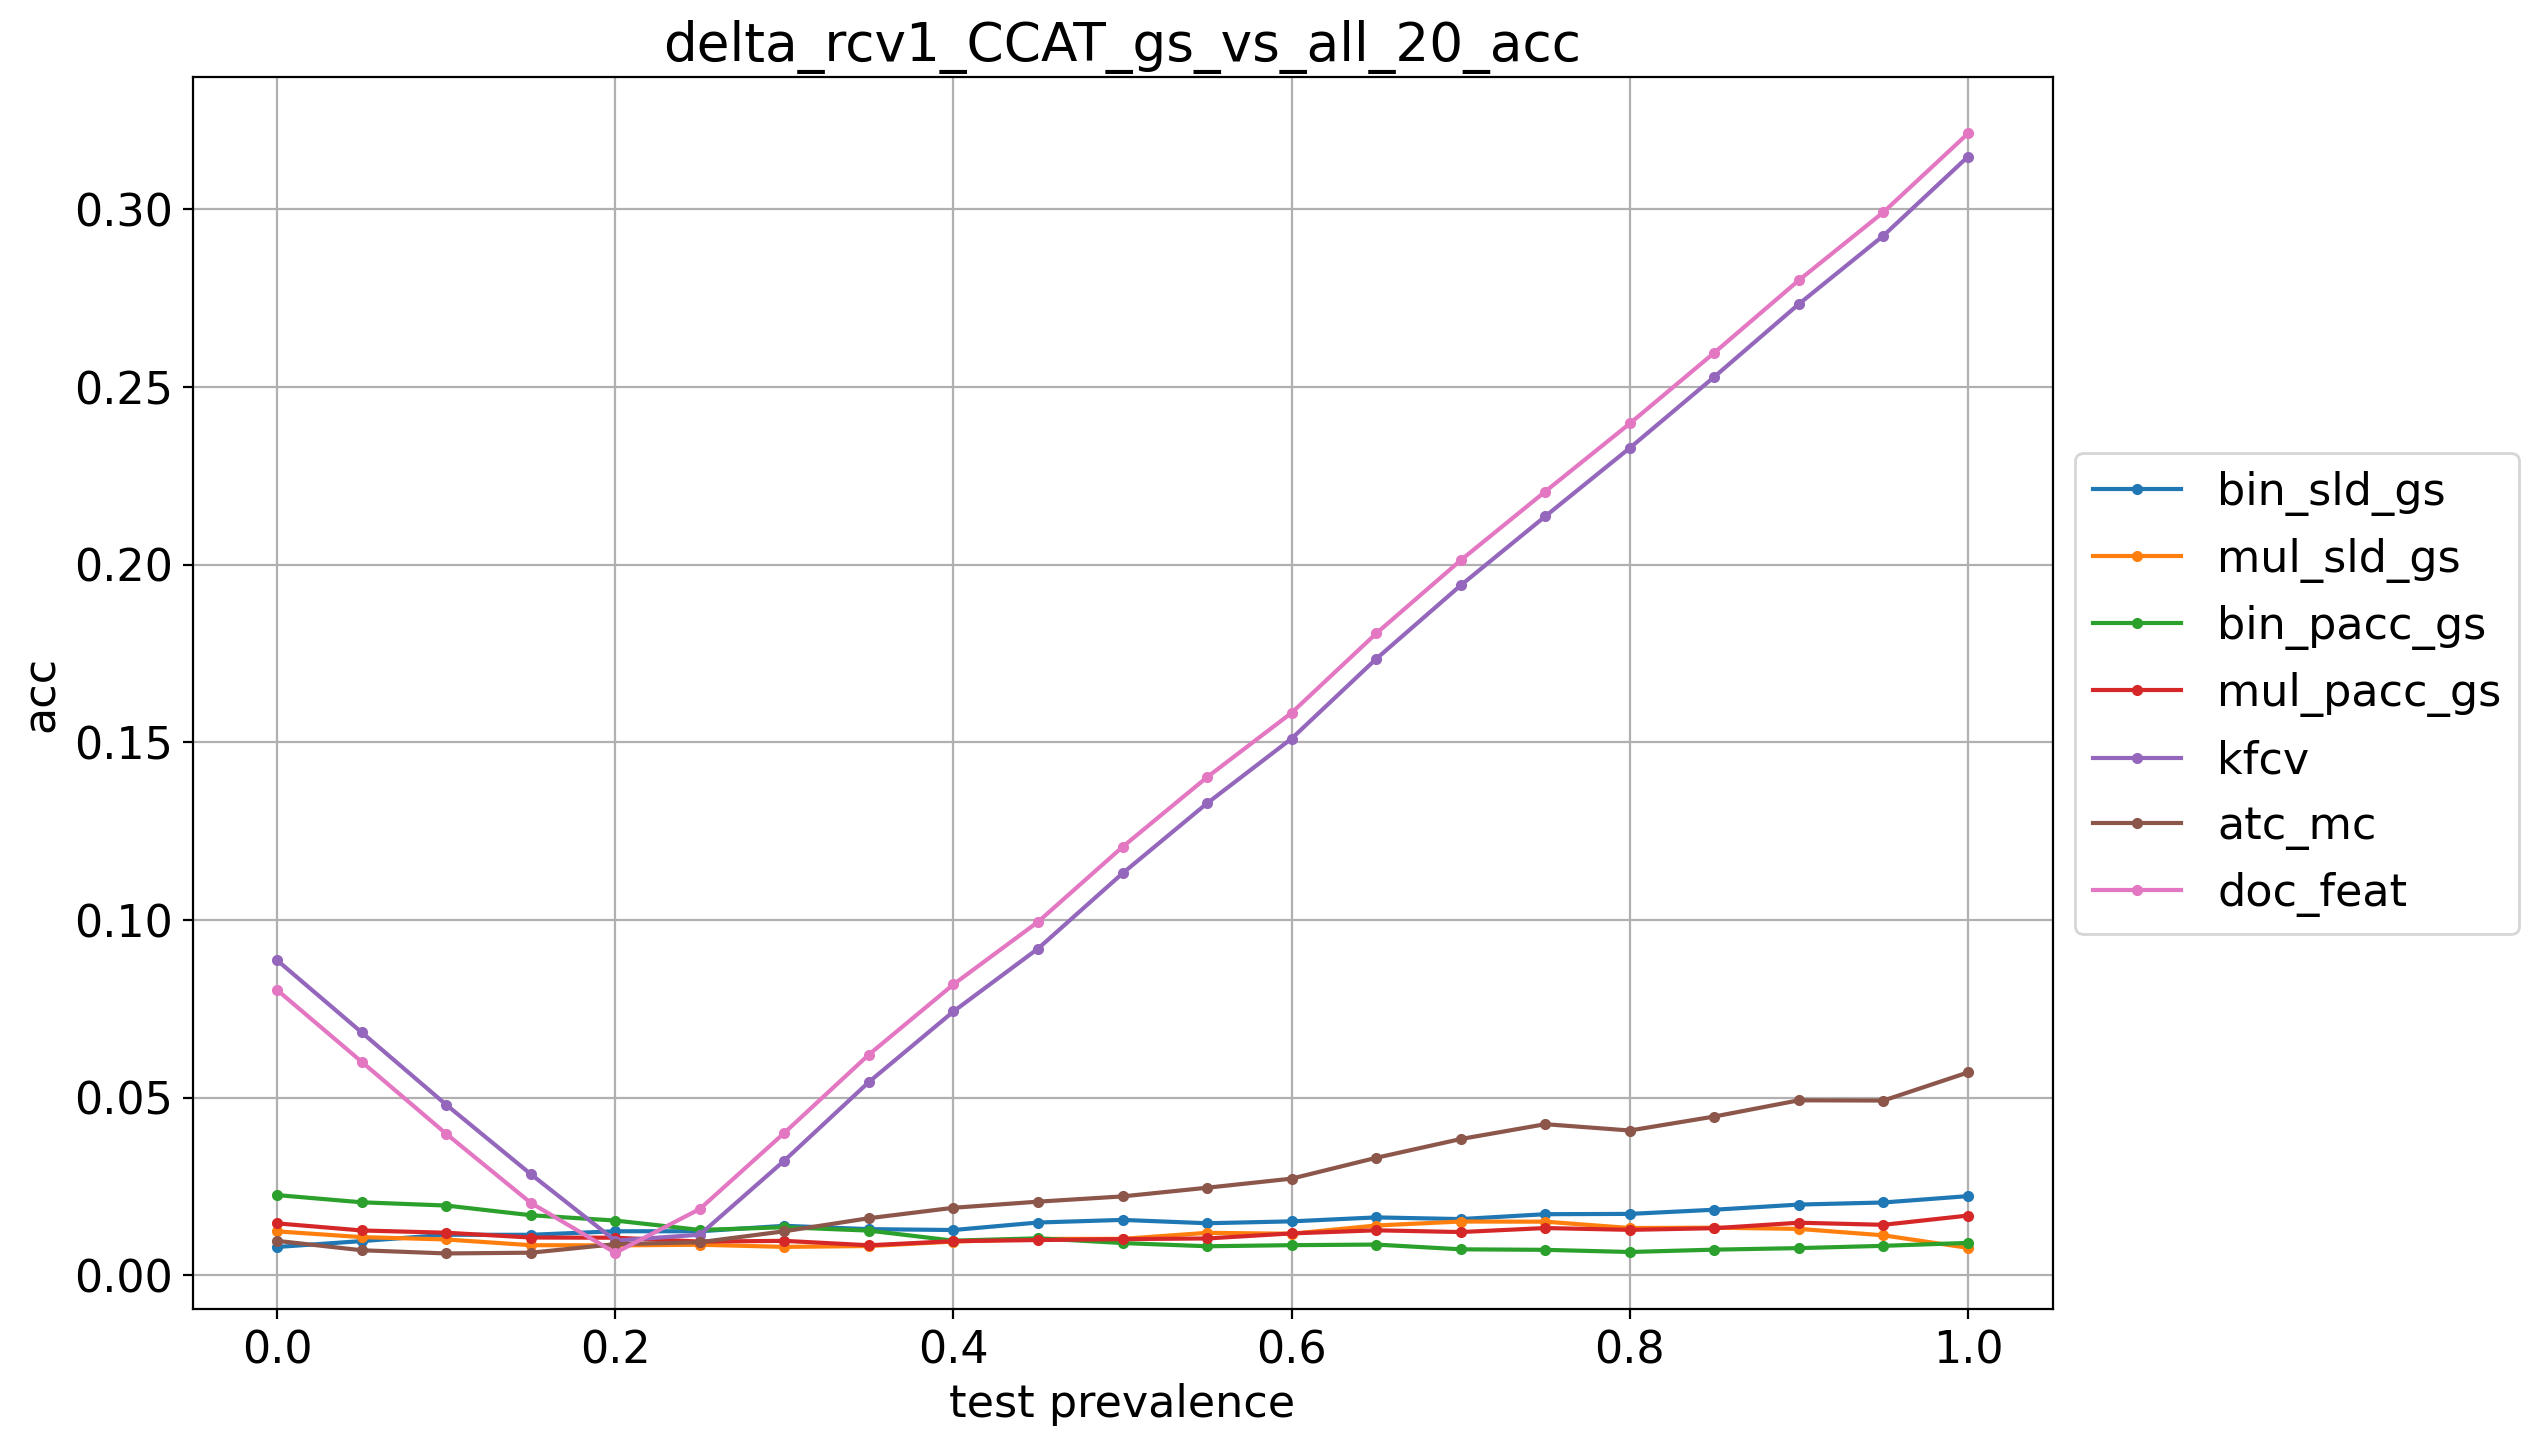 delta_rcv1_CCAT_gs_vs_all_20_acc
acc
0.30
0.25
0.20
0.15
0.10
0.05
0.00
0.0 0.2 0.4 0.6 0.8 1.0
test prevalence
bin_sld_gs
mul_sld_gs
bin_pacc_gs
mul_pacc_gs
kfcv
atc_mc
doc_feat